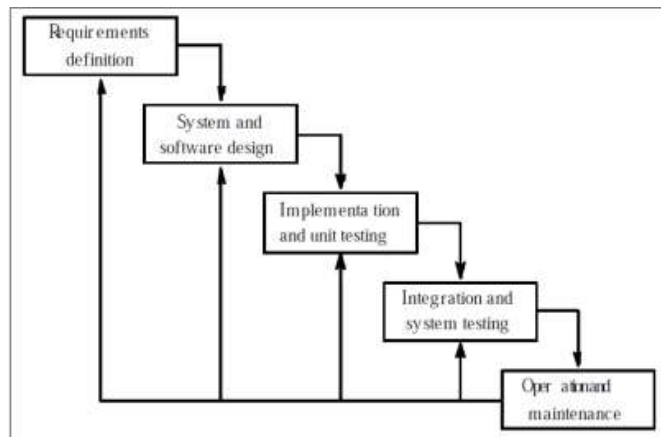 Requirements
definition
System and
software design
Implementa tion
and unit testing
Integration and
system testing
Oper ationand
maintenance